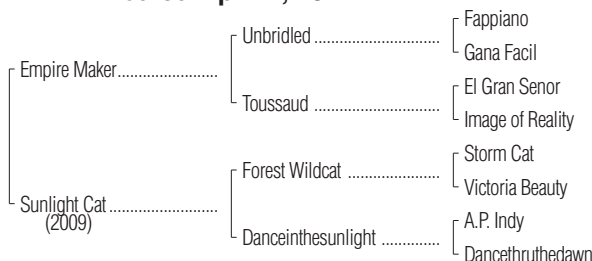 Unbridled ................................ Fappiano
Gana Facil
Empire Maker.........................
Toussaud ................................ El Gran Senor
Image of Reality
Forest Wildcat ....................... Storm Cat
Victoria Beauty
Sunlight Cat ...........................
(2009)
Danceinthesunlight ............... A.P. Indy
Dancethruthedawn